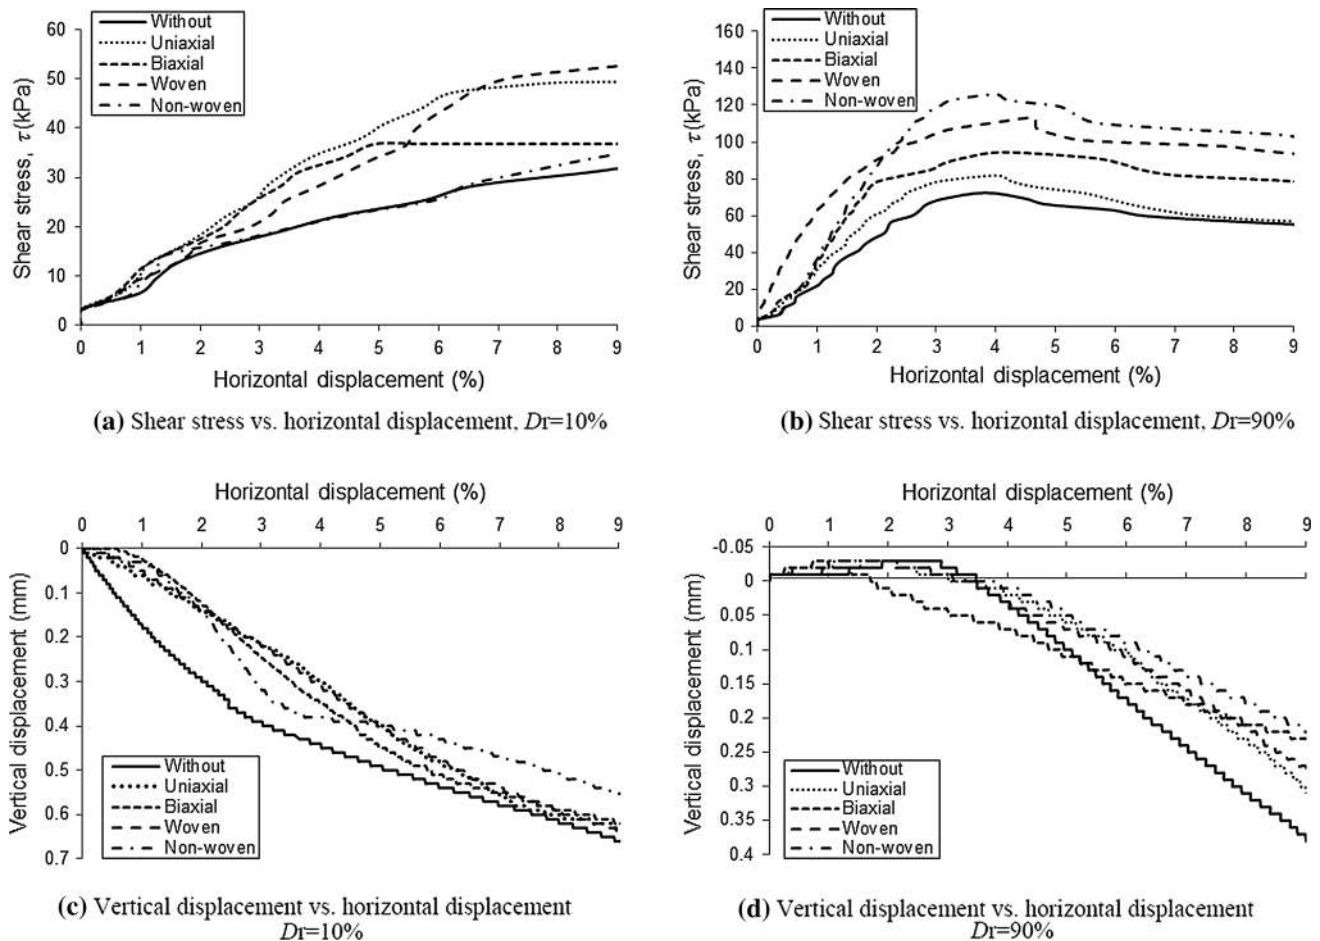 Without
Uniaxial
Biaxial
Woven
Non-woven
60
50
40
30
20
10
0
Shear stress, τ (kPa)
0 1 2 3 4 5 6 7 8 9
Horizontal displacement (%)
(a) Shear stress vs. horizontal displacement, Dr=10%
Without
Uniaxial
Biaxial
Woven
Non-woven
160
140
120
100
80
60
40
20
0
Shear stress, τ (kPa)
0 1 2 3 4 5 6 7 8 9
Horizontal displacement (%)
(b) Shear stress vs. horizontal displacement, Dr=90%
Horizontal displacement (%)
0 1 2 3 4 5 6 7 8 9
0
0.1
0.2
0.3
0.4
0.5
0.6
0.7
Vertical displacement (mm)
Without
Uniaxial
Biaxial
Woven
Non-woven
(c) Vertical displacement vs. horizontal displacement
Dr=10%
Horizontal displacement (%)
0 1 2 3 4 5 6 7 8 9
-0.05
0
0.05
0.1
0.15
0.2
0.25
0.3
0.35
0.4
Vertical displacement (mm)
Without
Uniaxial
Biaxial
Woven
Non-woven
(d) Vertical displacement vs. horizontal displacement
Dr=90%